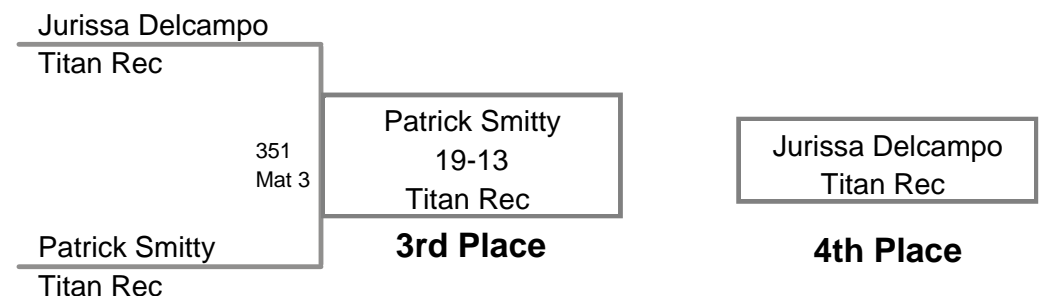 Jurissa Delcampo
Titan Rec
351
Mat 3
Patrick Smitty
Titan Rec
Patrick Smitty
19-13
Titan Rec
3rd Place
Jurissa Delcampo
Titan Rec
4th Place